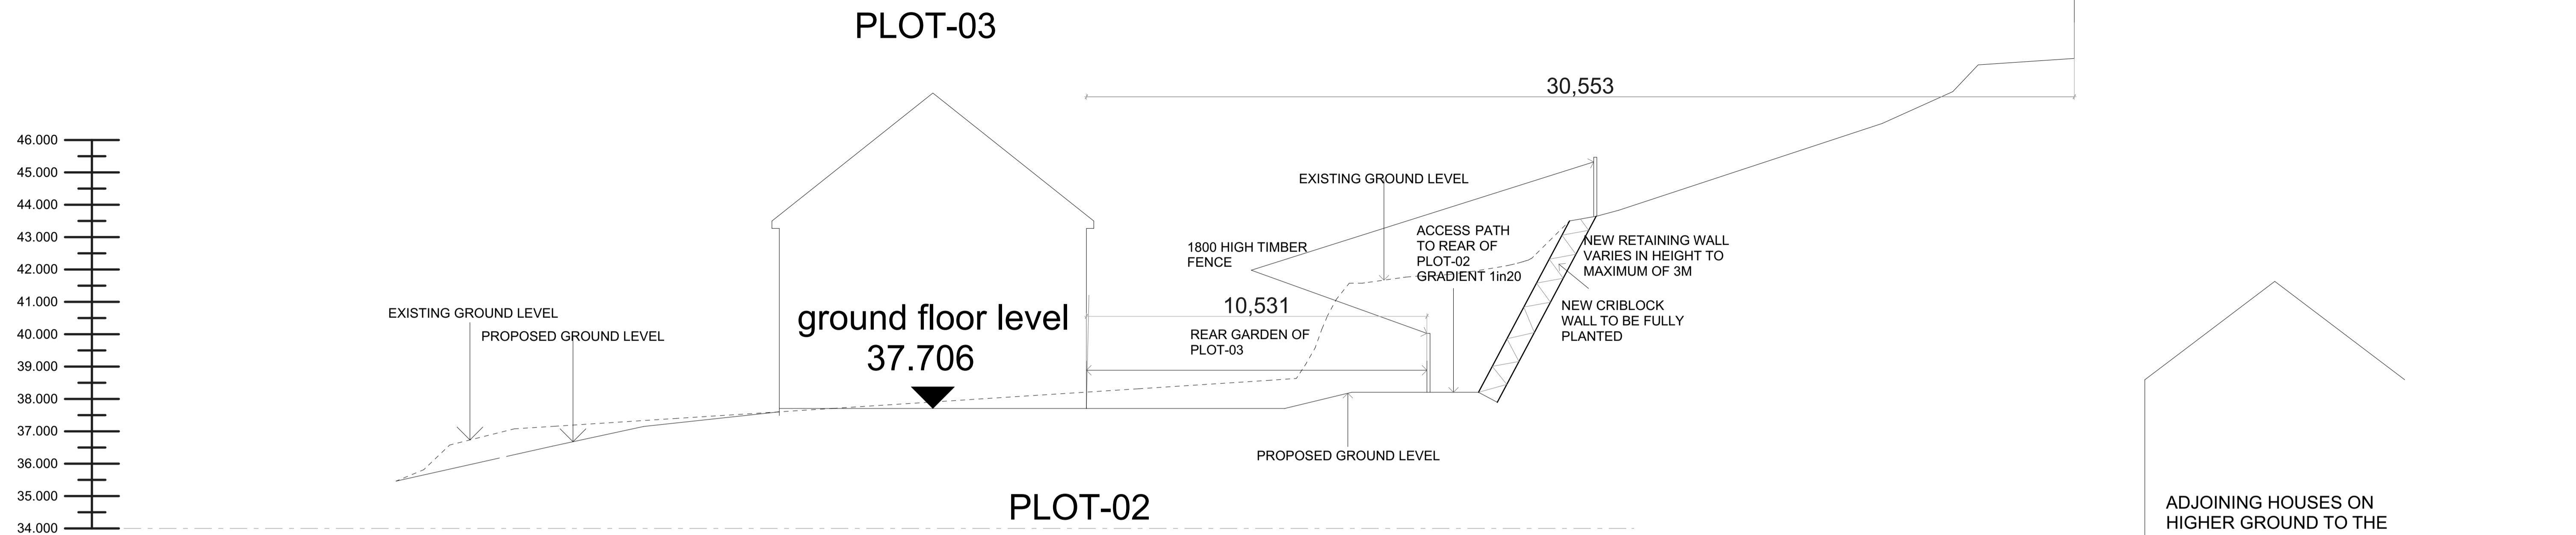 PLOT-03
30,553
46.000
45.000
44.000
43.000
42.000
41.000
40.000
39.000
38.000
37.000
36.000
35.000
34.000
EXISTING GROUND LEVEL
PROPOSED GROUND LEVEL
ground floor level
37.706
EXISTING GROUND LEVEL
1800 HIGH TIMBER
FENCE
ACCESS PATH
TO REAR OF
PLOT-02
GRADIENT 1in20
10,531
REAR GARDEN OF
PLOT-03
NEW RETAINING WALL
VARIES IN HEIGHT TO
MAXIMUM OF 3M
NEW CRIBLOCK
WALL TO BE FULLY
PLANTED
PROPOSED GROUND LEVEL
PLOT-02
ADJOINING HOUSES ON
HIGHER GROUND TO THE